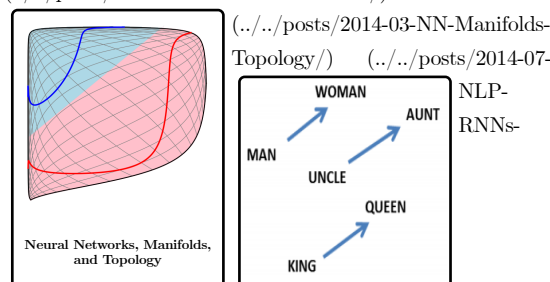 (../../posts/2014-03-NN-Manifolds-
Topology/) (../../posts/2014-07-
NLP-
RNNs-
Neural Networks, Manifolds,
and Topology
WOMAN
AUNT
MAN
UNCLE
QUEEN
KING